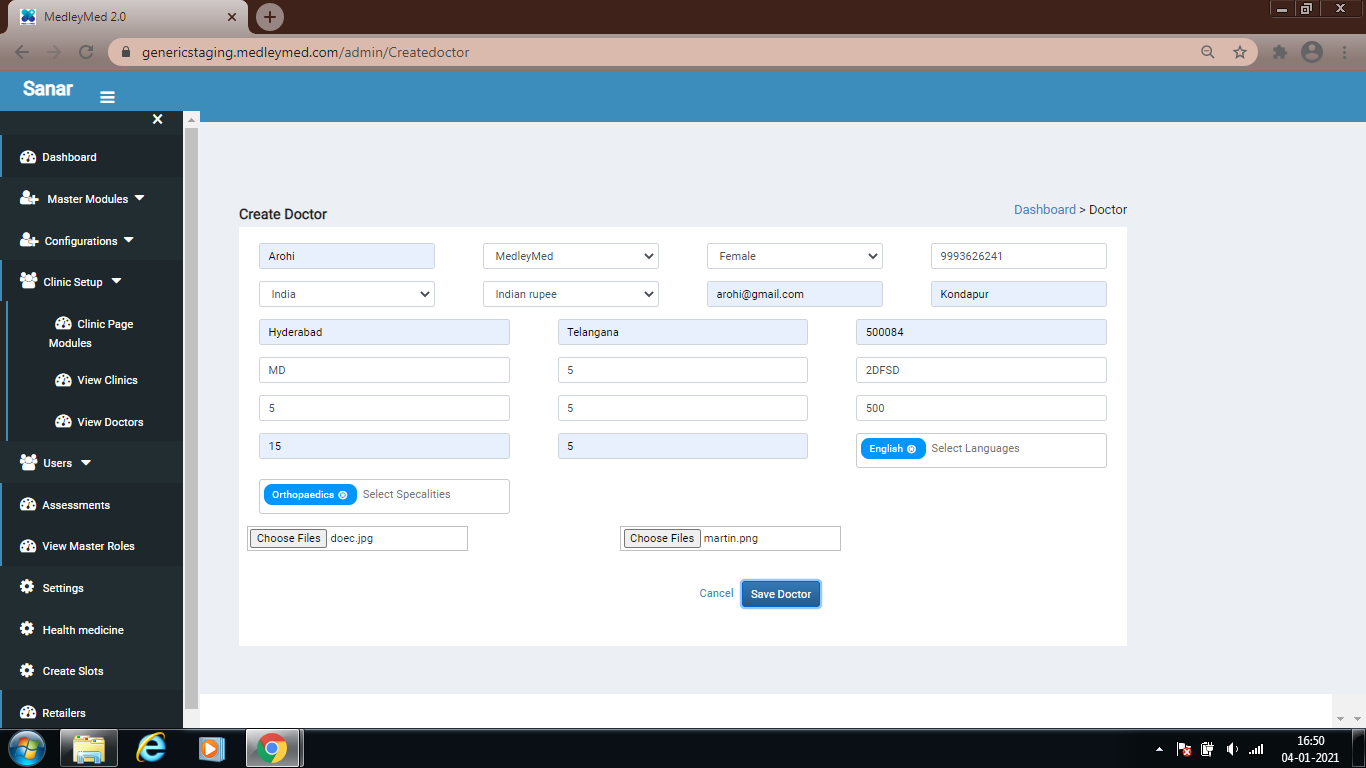 MedleyMed 2.0
genericstaging.medleymed.com/admin/Createdoctor
Sanar
Dashboard
Master Modules
Configurations
Clinic Setup
Clinic Page
Modules
View Clinics
View Doctors
Users
Assessments
View Master Roles
Settings
Health medicine
Create Slots
Retailers
Create Doctor
Dashboard > Doctor
Arohi MedleyMed Female 9993626241
India Indian rupee arohi@gmail.com Kondapur
Hyderabad Telangana 500084
MD 5 2DFSD
5 5 500
15 5 English Select Languages
Orthopaedics Select Specalities
Choose Files doec.jpg Choose Files martin.png
Cancel Save Doctor
16:50
04-01-2021